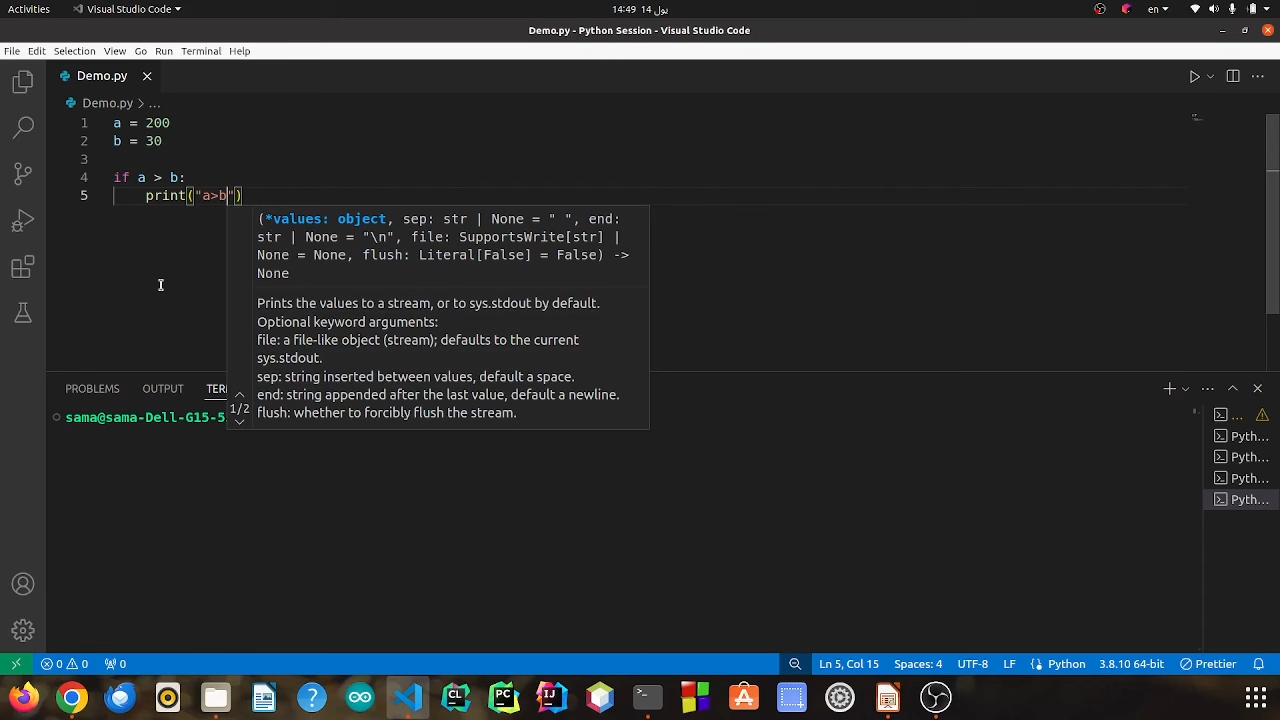 Activities
Visual Studio Code
14 يول 14:49
en
Demo.py - Python Session - Visual Studio Code
File Edit Selection View Go Run Terminal Help
Demo.py
Demo.py > ...
1 a = 200
2 b = 30
3
4 if a > b:
5 print("a>b")
(*values: object, sep: str | None = " ", end:
str | None = "\n", file: SupportsWrite[str] |
None = None, flush: Literal[False] = False) ->
None
Prints the values to a stream, or to sys.stdout by default.
Optional keyword arguments:
file: a file-like object (stream); defaults to the current
sys.stdout.
sep: string inserted between values, default a space.
end: string appended after the last value, default a newline.
flush: whether to forcibly flush the stream.
1/2
PROBLEMS OUTPUT TER
sama@sama-Dell-G15-5
...
Pyth...
Pyth...
Pyth...
Pyth...
0 0 0
Ln 5, Col 15 Spaces: 4 UTF-8 LF Python 3.8.10 64-bit Prettier
CL PC IJ